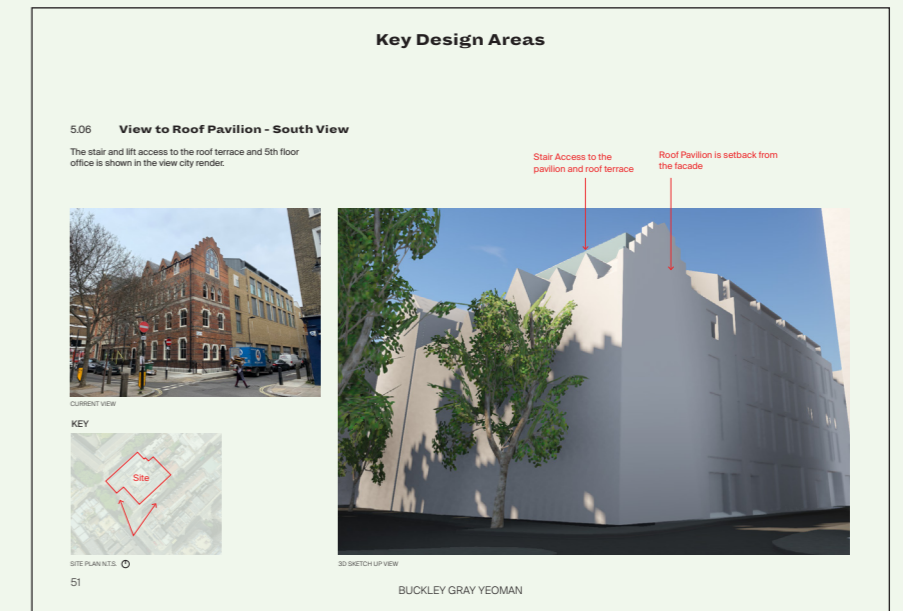 Key Design Areas
5.06 View to Roof Pavilion - South View
The stair and lift access to the roof terrace and 5th floor
office is shown in the view city render.
Stair Access to the
pavilion and roof terrace
Roof Pavilion is setback from
the facade
CURRENT VIEW
KEY
Site
SITE PLAN N.T.S.
3D SKETCH UP VIEW
51
BUCKLEY GRAY YEOMAN